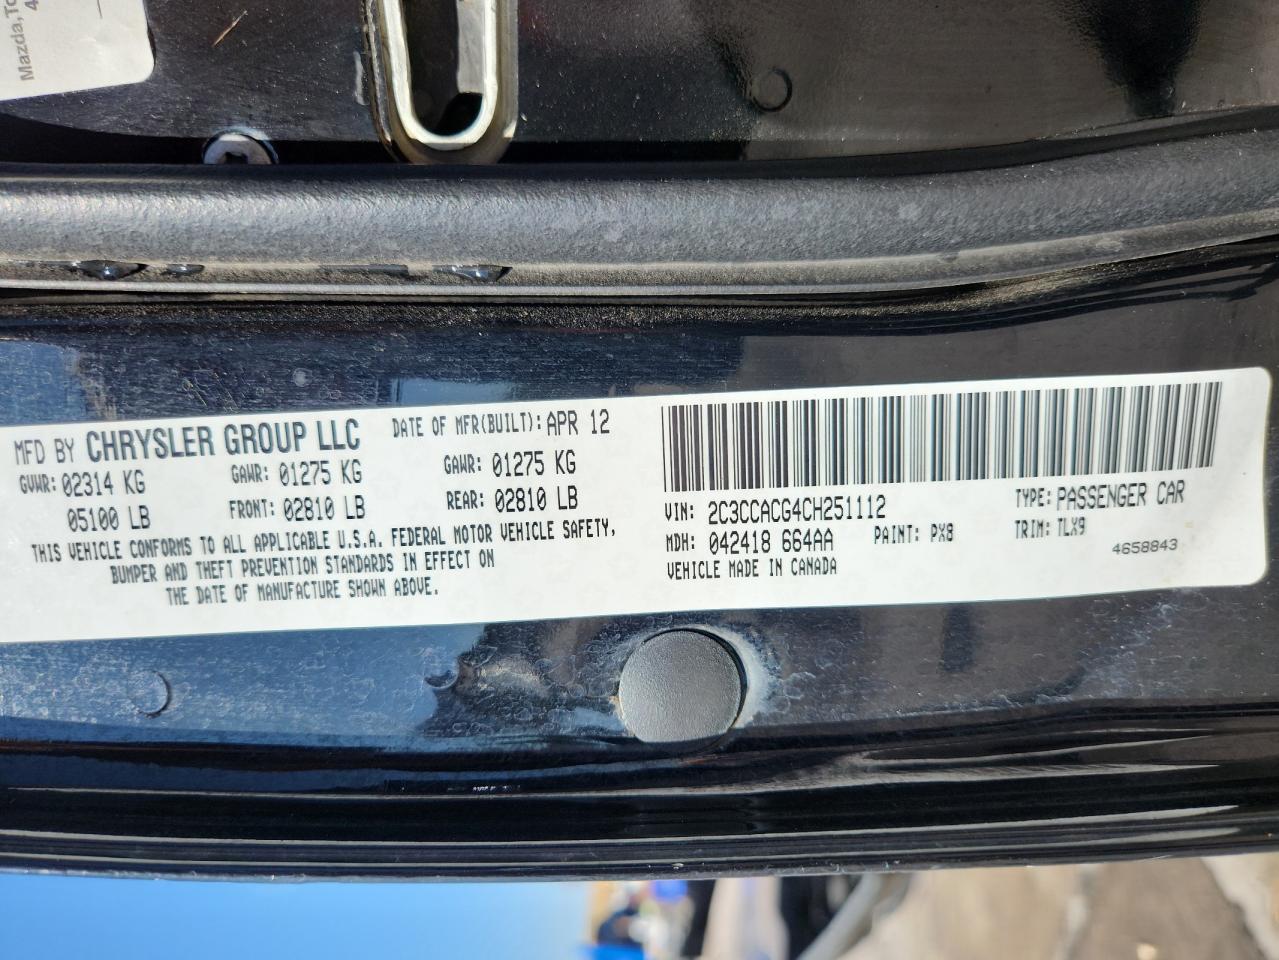 Mazda, To
4
MFD BY CHRYSLER GROUP LLC DATE OF MFR(BUILT): APR 12
GVWR: 02314 KG GAWR: 01275 KG GAWR: 01275 KG
05100 LB FRONT: 02810 LB REAR: 02810 LB
THIS VEHICLE CONFORMS TO ALL APPLICABLE U.S.A. FEDERAL MOTOR VEHICLE SAFETY,
BUMPER AND THEFT PREVENTION STANDARDS IN EFFECT ON
THE DATE OF MANUFACTURE SHOWN ABOVE.
VIN: 2C3CCACG4CH251112 TYPE: PASSENGER CAR
MDH: 042418 664AA PAINT: PX8 TRIM: TLX9
VEHICLE MADE IN CANADA 4658843